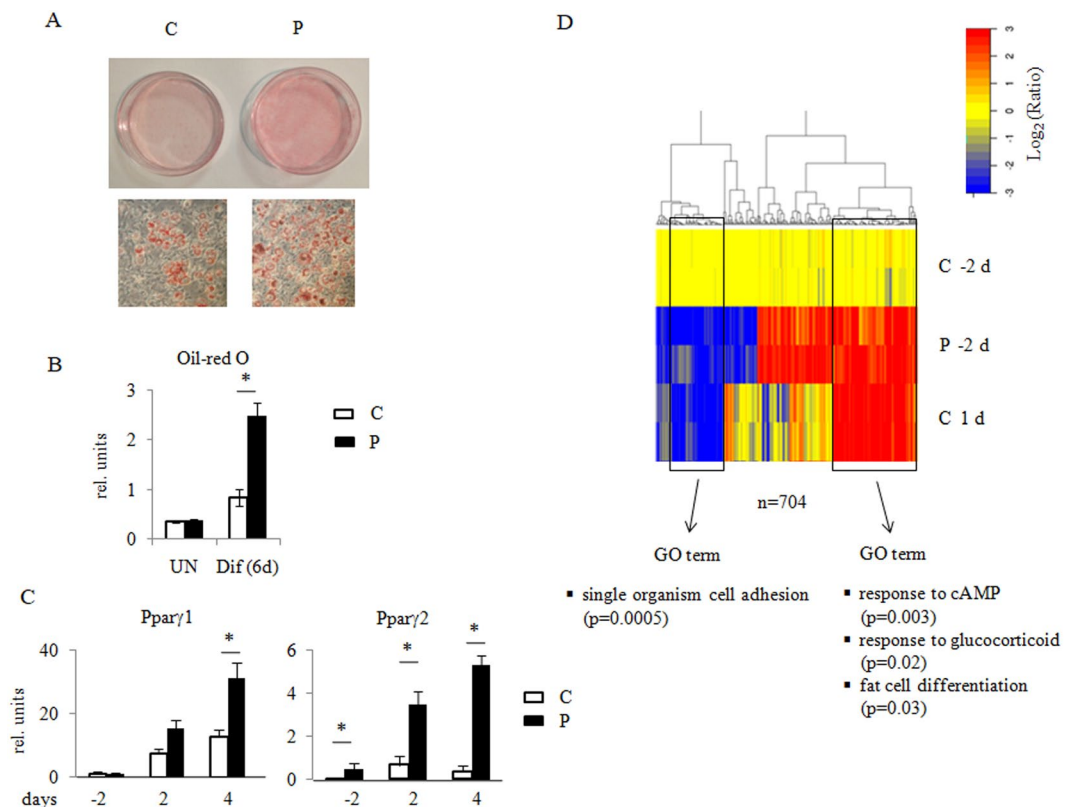 A
C P
B
Oil-red O
*
3
2
1
0
rel. units
C
P
UN Dif (6d)
C
Pparγ1
*
40
20
0
rel. units
Pparγ2
*
*
*
6
4
2
0
C
P
days -2 2 4
-2 2 4
D
3
2
1
0
-1
-2
-3
Log2 (Ratio)
C -2 d
P -2 d
C 1 d
n=704
GO term
▪ single organism cell adhesion
(p=0.0005)
GO term
▪ response to cAMP
(p=0.003)
▪ response to glucocorticoid
(p=0.02)
▪ fat cell differentiation
(p=0.03)